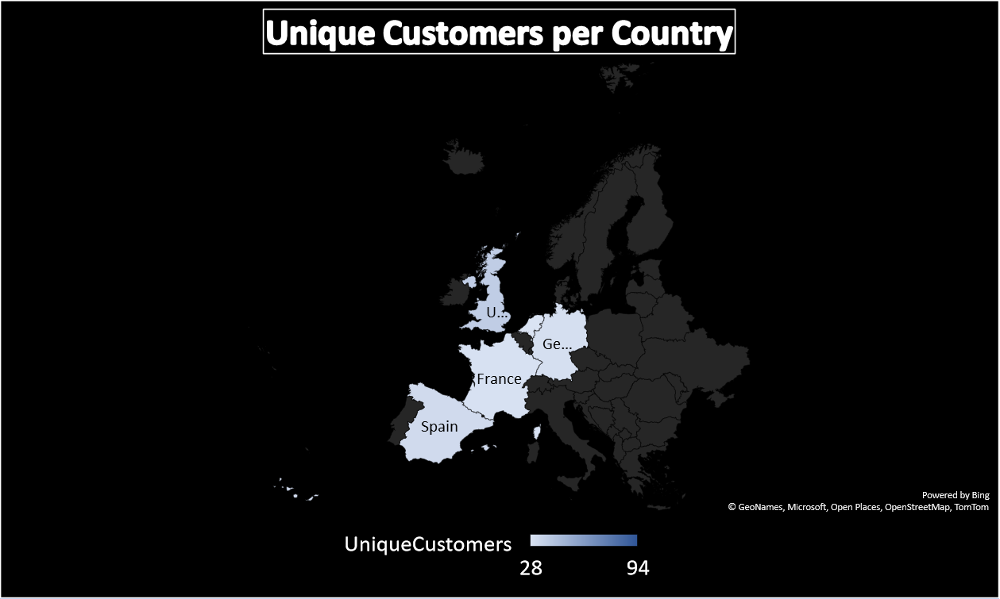 Unique Customers per Country
U...
Ge...
France
Spain
Powered by Bing
© GeoNames, Microsoft, Open Places, OpenStreetMap, TomTom
UniqueCustomers
28 94